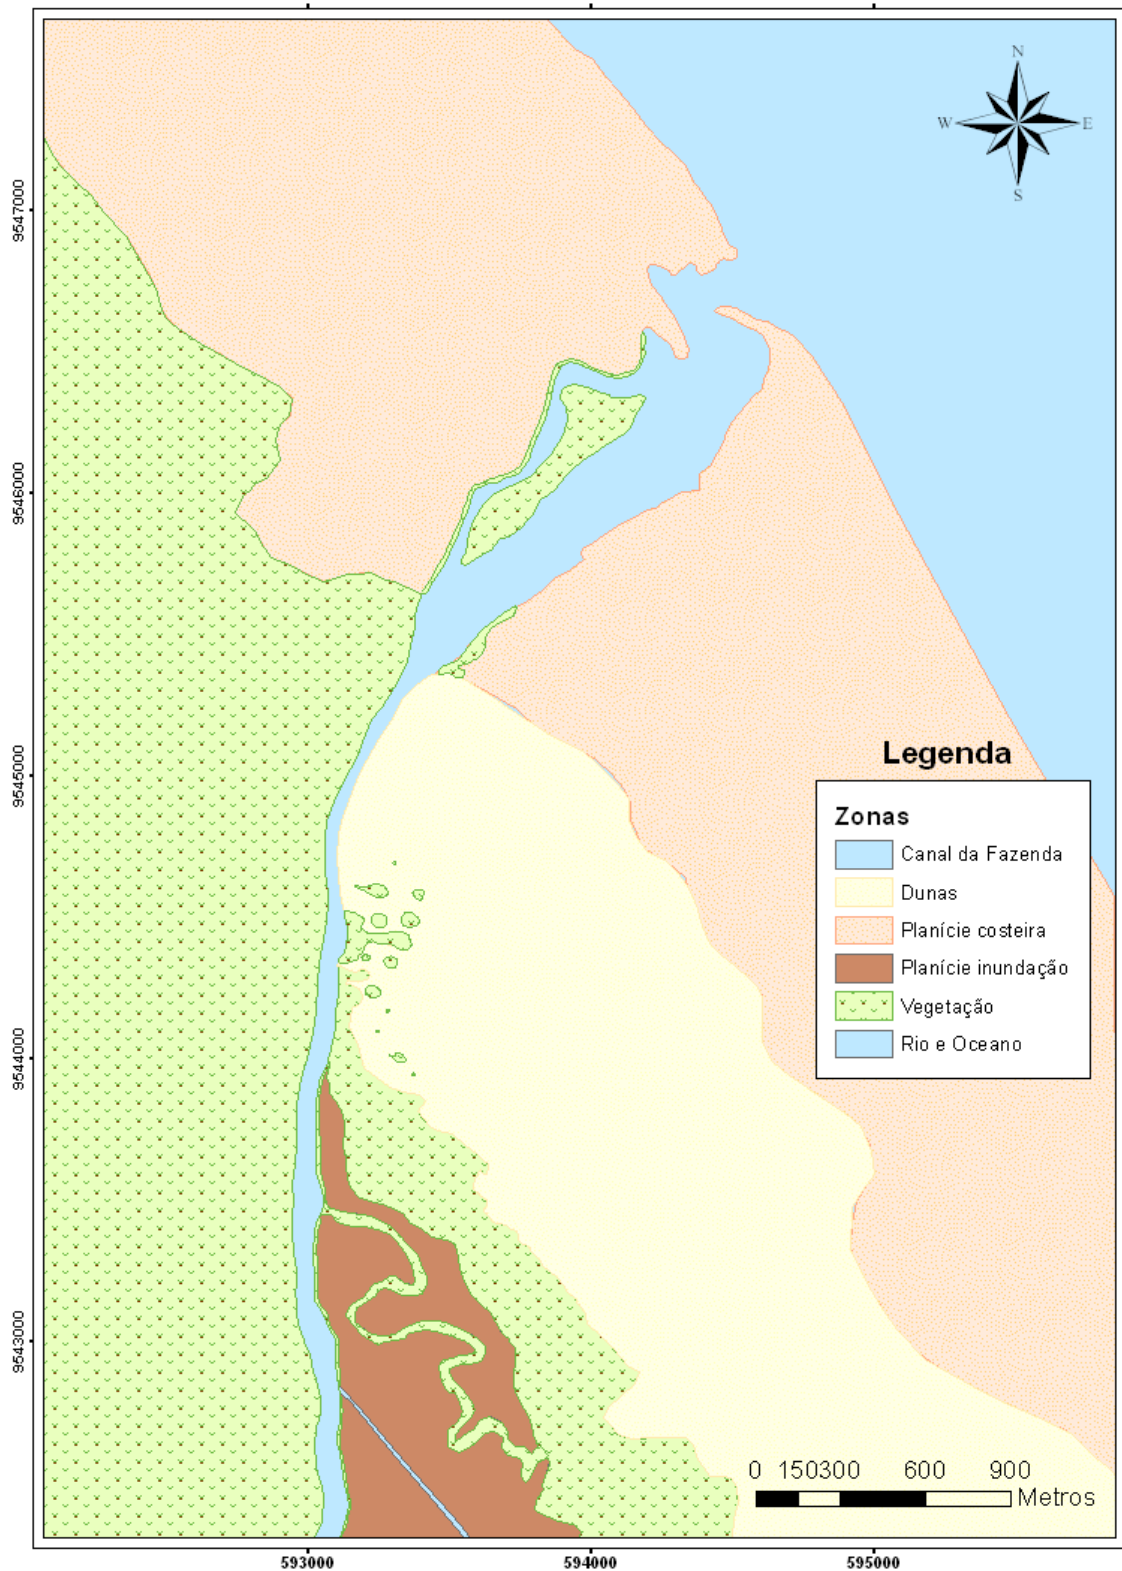 N
W E
S
9547000
9546000
9545000
9544000
9543000
Legenda
Zonas
Canal da Fazenda
Dunas
Planície costeira
Planície inundação
Vegetação
Rio e Oceano
0 150300 600 900
Metros
593000 594000 595000